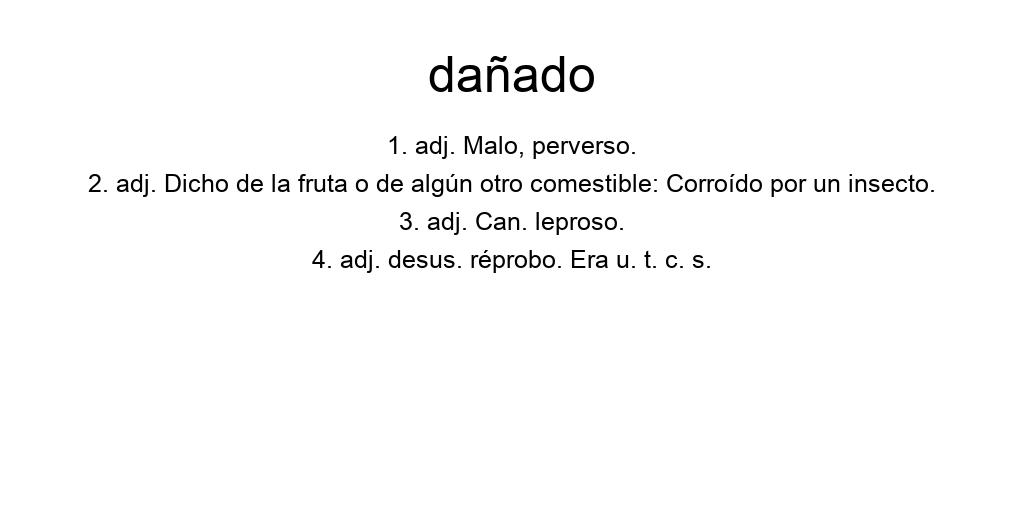 dañado
1. adj. Malo, perverso.
2. adj. Dicho de la fruta o de algún otro comestible: Corroído por un insecto.
3. adj. Can. leproso.
4. adj. desus. réprobo. Era u. t. c. s.